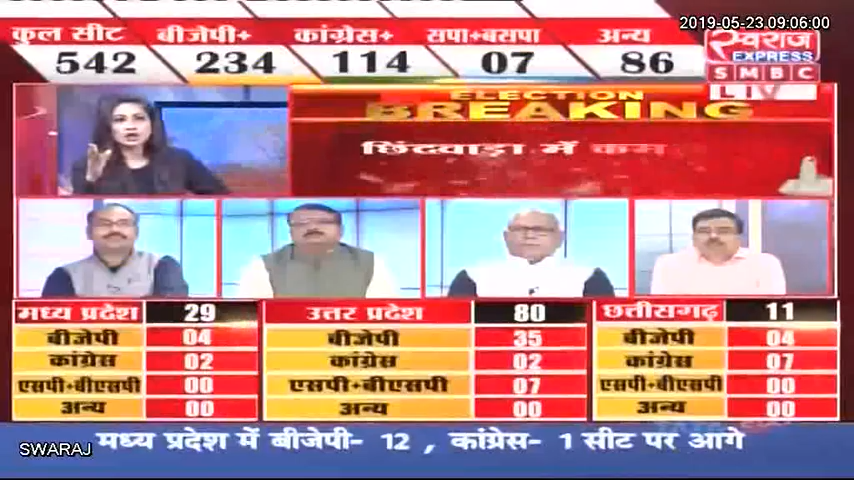 2019-05-23 09:06:00
कुल सीट बीजेपी+ कांग्रेस+ सपा+बसपा अन्य
542 234 114 07 86
स्वराज
EXPRESS
SMBC
LIV
ELECTION
BREAKING
छिंदवाड़ा में कम
मध्य प्रदेश 29
बीजेपी 04
कांग्रेस 02
एसपी+बीएसपी 00
अन्य 00
उत्तर प्रदेश 80
बीजेपी 35
कांग्रेस 02
एसपी+बीएसपी 07
अन्य 00
छत्तीसगढ़ 11
बीजेपी 04
कांग्रेस 07
एसपी+बीएसपी 00
अन्य 00
SWARAJ
मध्य प्रदेश में बीजेपी- 12 , कांग्रेस- 1 सीट पर आगे